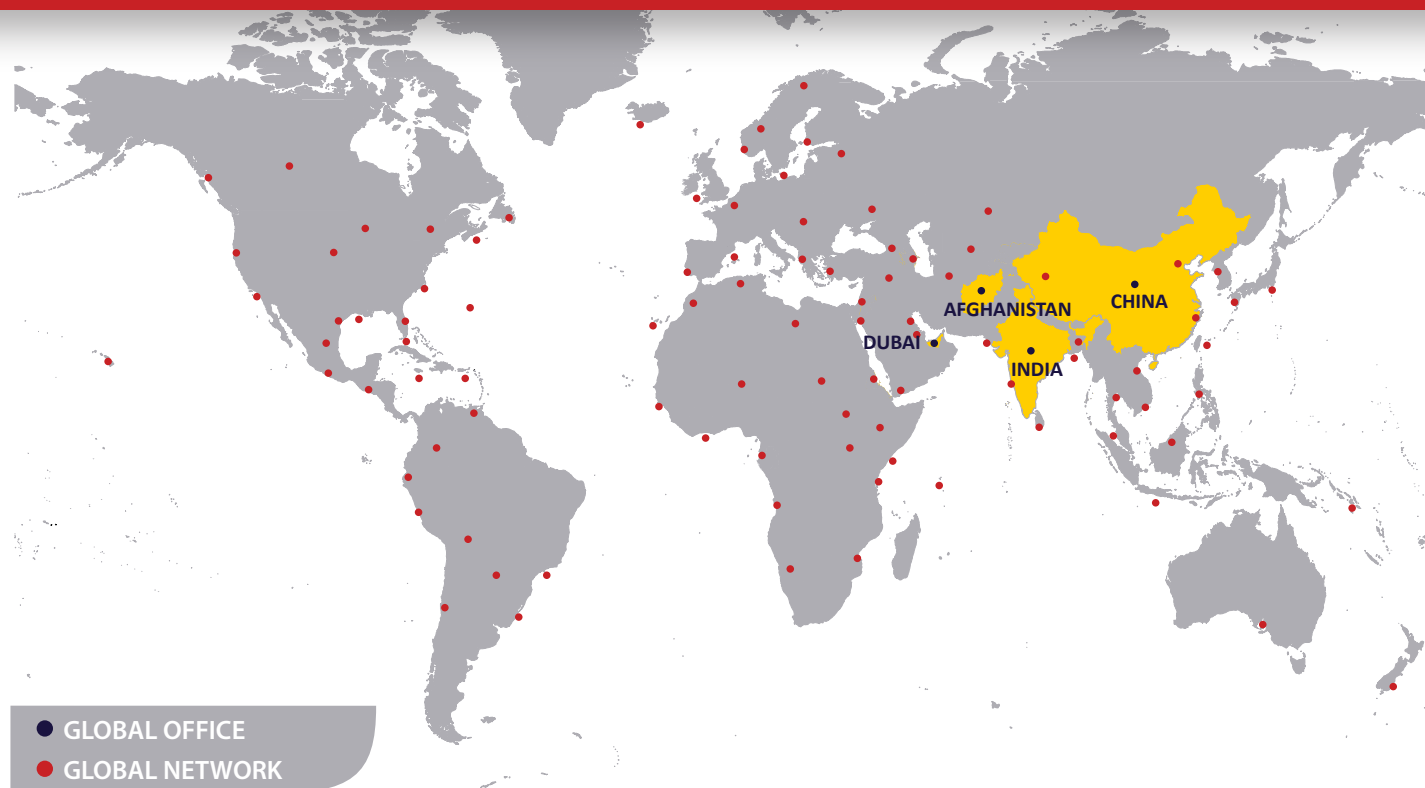 AFGHANISTAN
CHINA
DUBAI
INDIA
GLOBAL OFFICE
GLOBAL NETWORK